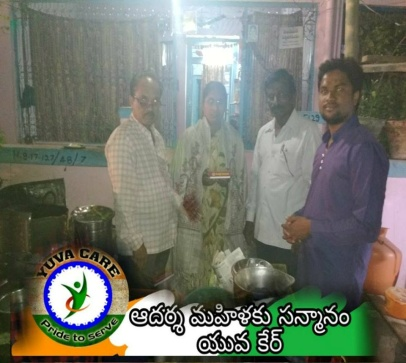 YUVA CARE
Pride to serve
ఆదర్శ మహిళకు సన్మానం
యువ కేర్